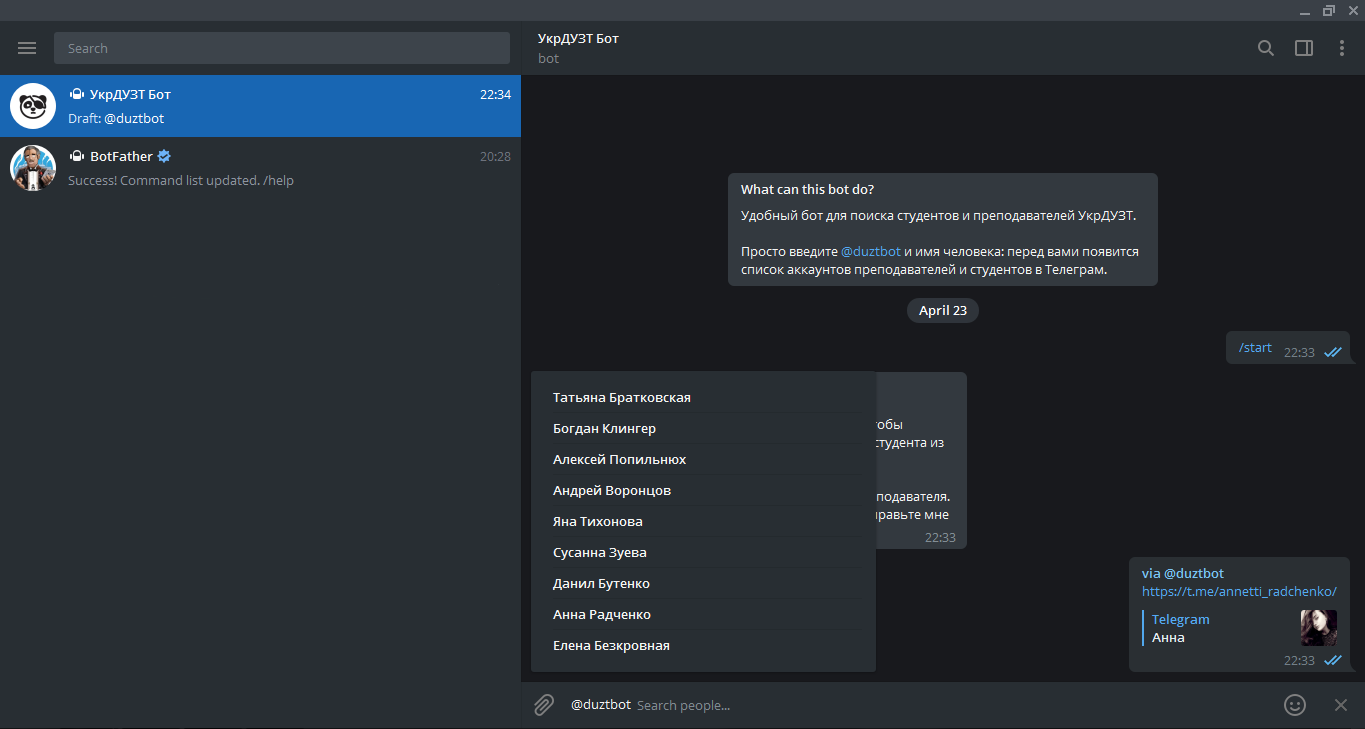 Search
УкрДУЗТ Бот
22:34
Draft: @duztbot
BotFather
20:28
Success! Command list updated. /help
УкрДУЗТ Бот
bot
What can this bot do?
Удобный бот для поиска студентов и преподавателей УкрДУЗТ.
Просто введите @duztbot и имя человека: перед вами появится
список аккаунтов преподавателей и студентов в Телеграм.
April 23
/start 22:33
тобы
студента из
подавателя.
правьте мне
22:33
Татьяна Братковская
Богдан Клингер
Алексей Попильнюх
Андрей Воронцов
Яна Тихонова
Сусанна Зуева
Данил Бутенко
Анна Радченко
Елена Безкровная
via @duztbot
https://t.me/annetti_radchenko/
Telegram
Анна
22:33
@duztbot Search people...